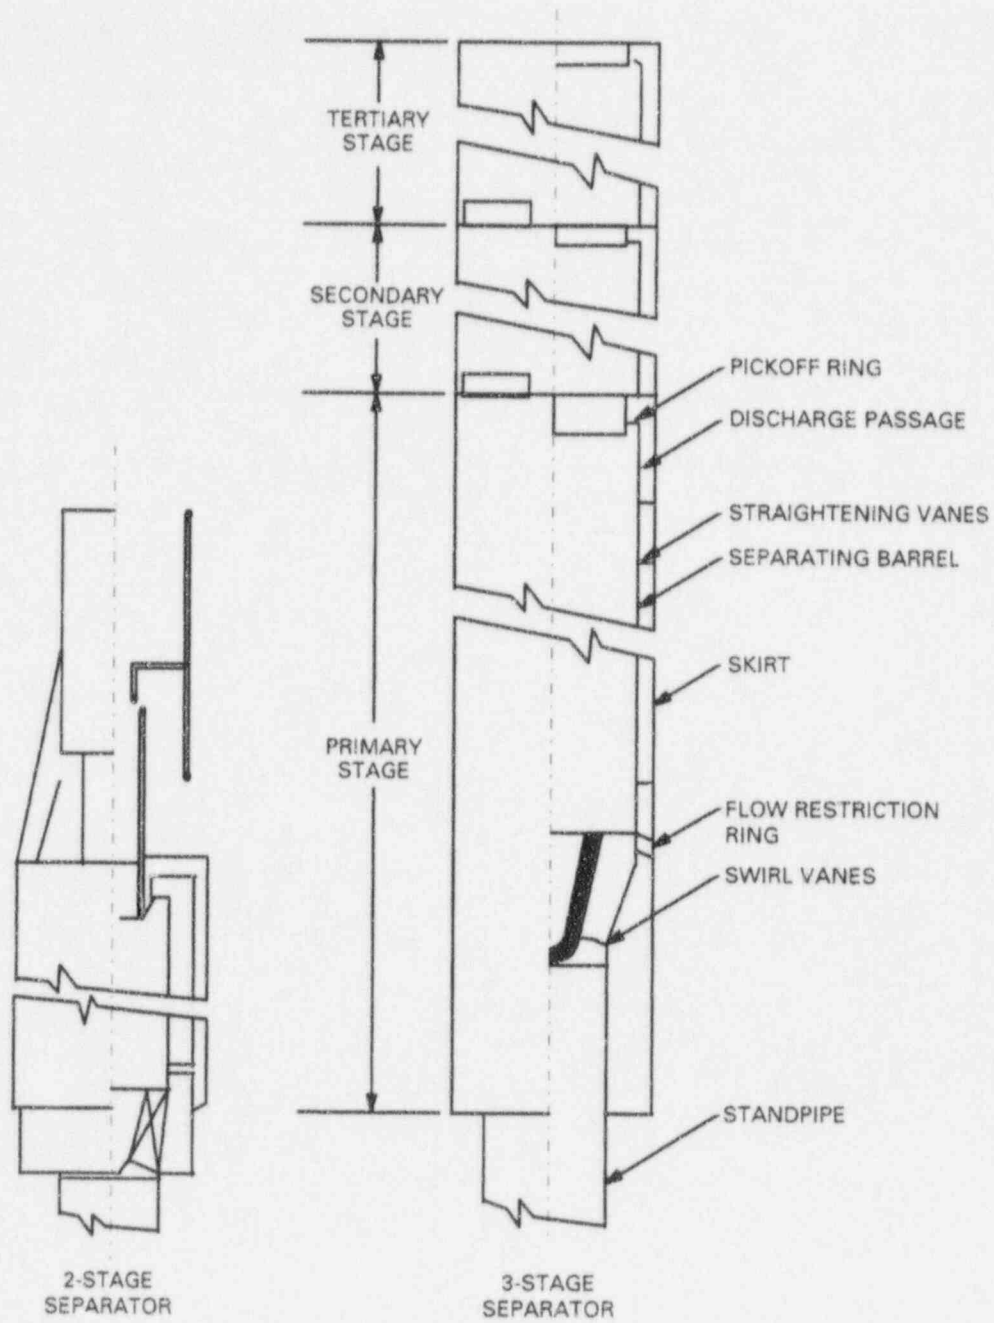 TERTIARY
STAGE
SECONDARY
STAGE
PICKOFF RING
DISCHARGE PASSAGE
STRAIGHTENING VANES
SEPARATING BARREL
SKIRT
PRIMARY
STAGE
FLOW RESTRICTION
RING
SWIRL VANES
STANDPIPE
2-STAGE
SEPARATOR
3-STAGE
SEPARATOR